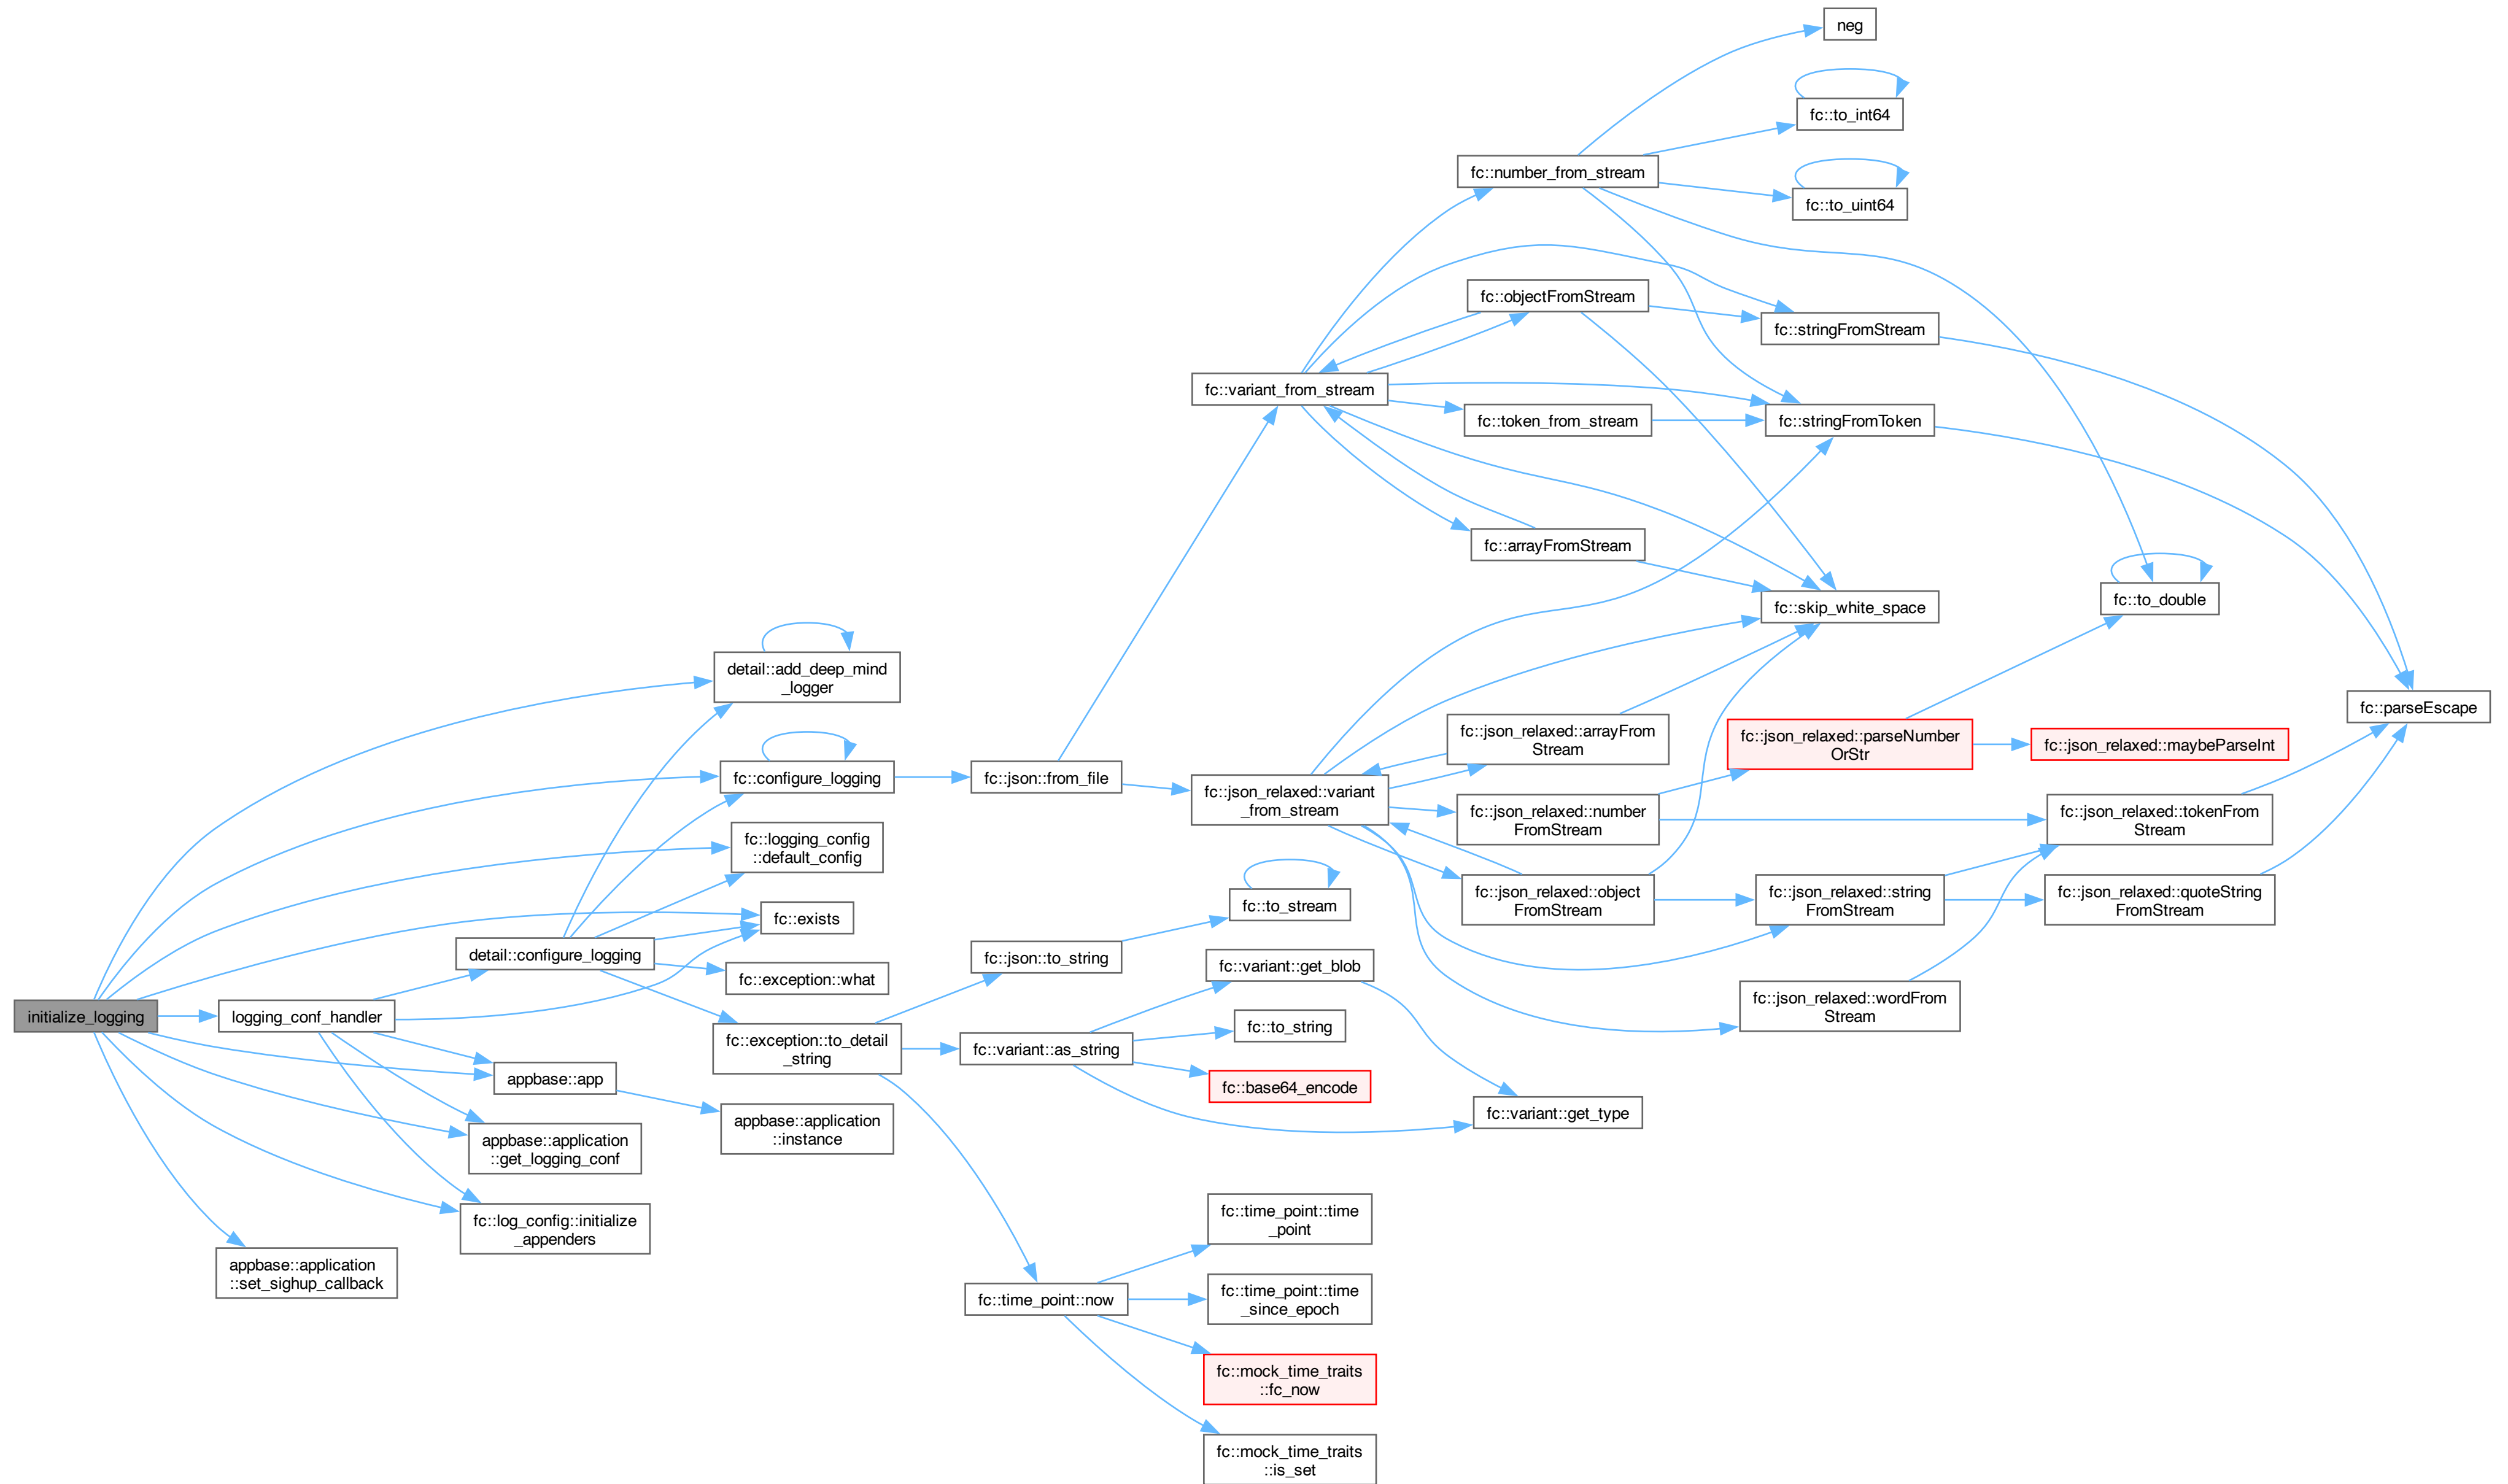 initialize_logging
logging_conf_handler
appbase::application
::set_sighup_callback
detail::configure_logging
appbase::app
appbase::application
::get_logging_conf
fc::log_config::initialize
_appenders
detail::add_deep_mind
_logger
fc::configure_logging
fc::logging_config
::default_config
fc::exists
fc::exception::what
fc::exception::to_detail
_string
appbase::application
::instance
fc::json::from_file
fc::json::to_string
fc::variant::as_string
fc::time_point::now
fc::variant_from_stream
fc::json_relaxed::variant
_from_stream
fc::to_stream
fc::variant::get_blob
fc::to_string
fc::base64_encode
fc::time_point::time
_point
fc::time_point::time
_since_epoch
fc::mock_time_traits
::fc_now
fc::mock_time_traits
::is_set
fc::number_from_stream
fc::objectFromStream
fc::token_from_stream
fc::arrayFromStream
fc::json_relaxed::arrayFrom
Stream
fc::json_relaxed::number
FromStream
fc::json_relaxed::object
FromStream
fc::variant::get_type
neg
fc::to_int64
fc::to_uint64
fc::stringFromStream
fc::stringFromToken
fc::skip_white_space
fc::json_relaxed::parseNumber
OrStr
fc::json_relaxed::string
FromStream
fc::json_relaxed::wordFrom
Stream
fc::to_double
fc::json_relaxed::maybeParseInt
fc::json_relaxed::tokenFrom
Stream
fc::json_relaxed::quoteString
FromStream
fc::parseEscape